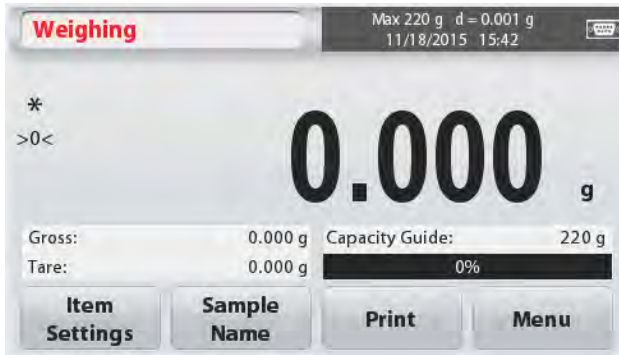 Weighing
Max 220 g d = 0.001 g
11/18/2015 15:42
*
>0<
0.000 g
Gross: 0.000 g
Tare: 0.000 g
Capacity Guide: 220 g
0%
Item
Settings
Sample
Name
Print
Menu